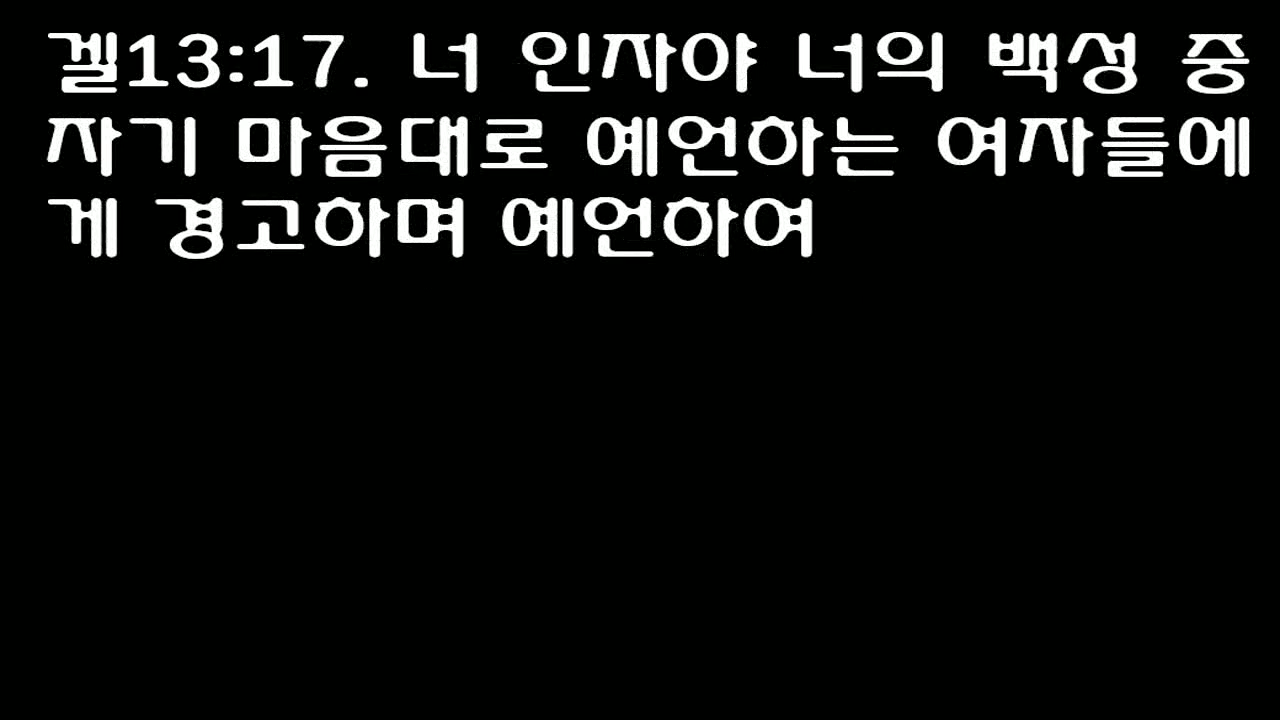 겔13:17. 너 인자야 너의 백성 중
자기 마음대로 예언하는 여자들에
게 경고하며 예언하여